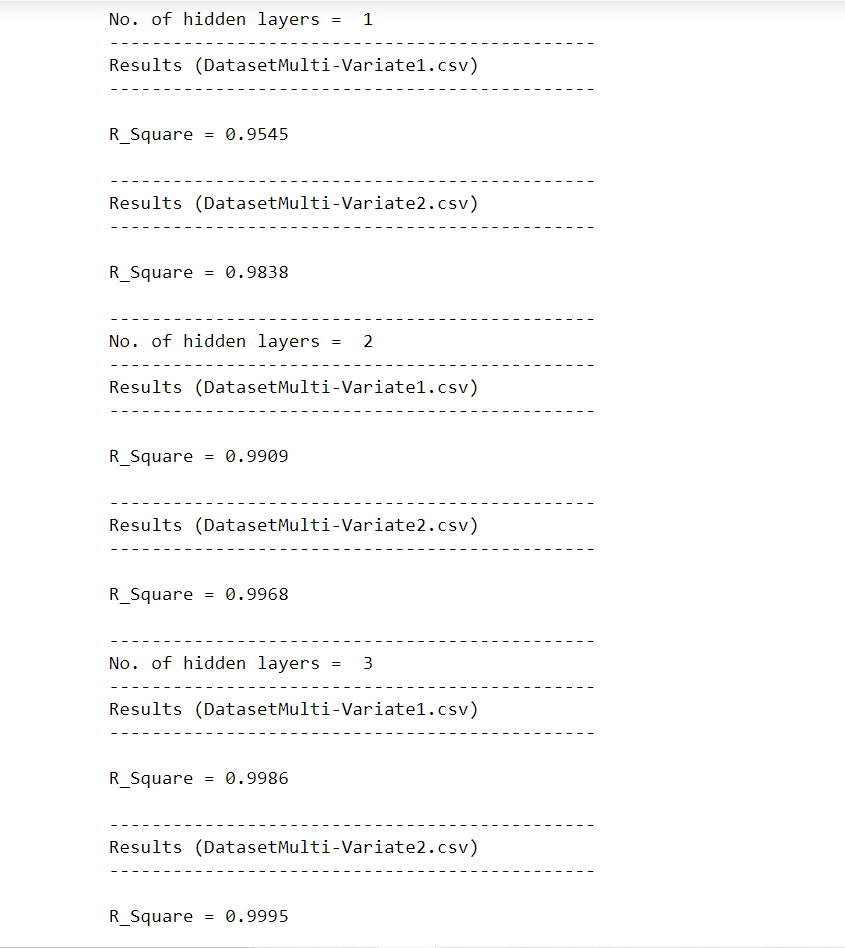 No. of hidden layers =  1
----------------------------------------------
Results (DatasetMulti-Variate1.csv)
----------------------------------------------
R_Square = 0.9545
----------------------------------------------
Results (DatasetMulti-Variate2.csv)
----------------------------------------------
R_Square = 0.9838
----------------------------------------------
No. of hidden layers =  2
----------------------------------------------
Results (DatasetMulti-Variate1.csv)
----------------------------------------------
R_Square = 0.9909
----------------------------------------------
Results (DatasetMulti-Variate2.csv)
----------------------------------------------
R_Square = 0.9968
----------------------------------------------
No. of hidden layers =  3
----------------------------------------------
Results (DatasetMulti-Variate1.csv)
----------------------------------------------
R_Square = 0.9986
----------------------------------------------
Results (DatasetMulti-Variate2.csv)
----------------------------------------------
R_Square = 0.9995